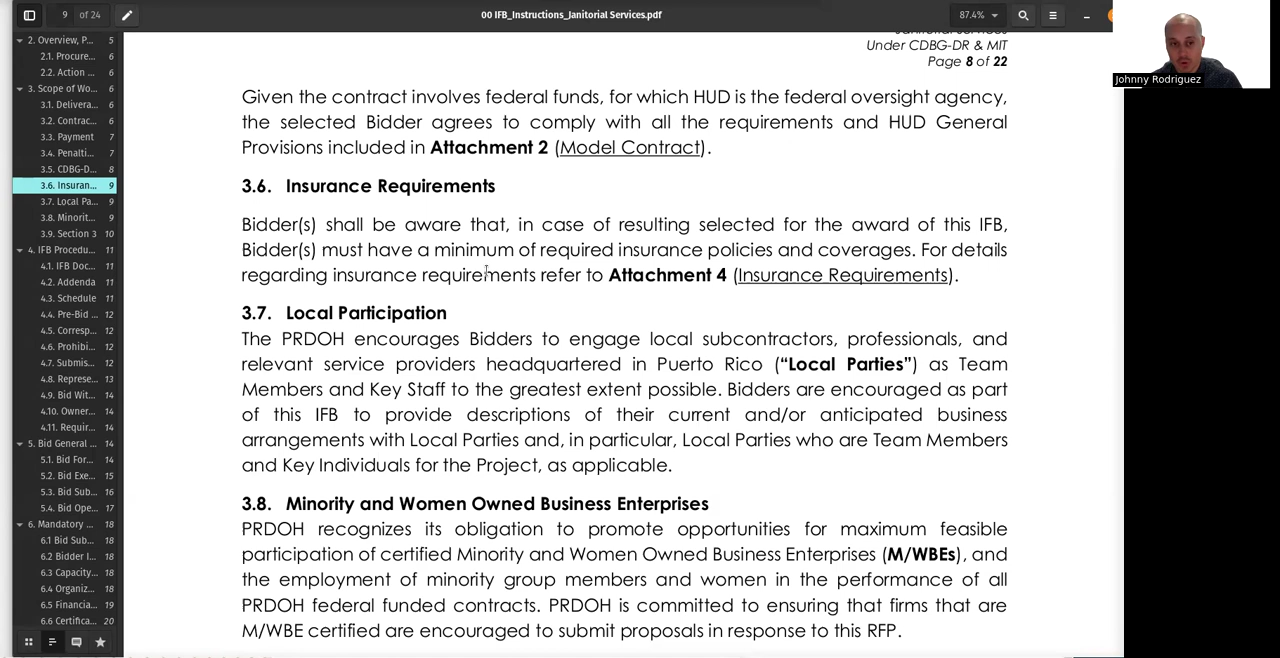 9 of 24
00 IFB_Instructions_Janitorial Services.pdf
87.4%
Johnny Rodriguez
2. Overview, P... 5
2.1. Procure... 6
2.2. Action ... 6
3. Scope of Wo... 6
3.1. Delivera... 6
3.2. Contrac... 6
3.3. Payment 7
3.4. Penalti... 7
3.5. CDBG-D... 8
3.6. Insuran... 9
3.7. Local Pa... 9
3.8. Minorit... 9
3.9. Section 3 10
4. IFB Procedu... 11
4.1. IFB Doc... 11
4.2. Addenda 11
4.3. Schedule 11
4.4. Pre-Bid ... 12
4.5. Corresp... 12
4.6. Prohibi... 12
4.7. Submis... 12
4.8. Represe... 13
4.9. Bid Wit... 14
4.10. Owner... 14
4.11. Requir... 14
5. Bid General ... 14
5.1. Bid For... 14
5.2. Bid Exe... 15
5.3. Bid Sub... 16
5.4. Bid Ope... 17
6. Mandatory ... 18
6.1 Bid Sub... 18
6.2 Bidder I... 18
6.3 Capacity... 18
6.4 Organiz... 18
6.5 Financia... 19
6.6 Certifica... 20
Janitorial Services
Under CDBG-DR & MIT
Page 8 of 22
Given the contract involves federal funds, for which HUD is the federal oversight agency,
the selected Bidder agrees to comply with all the requirements and HUD General
Provisions included in Attachment 2 (Model Contract).
3.6. Insurance Requirements
Bidder(s) shall be aware that, in case of resulting selected for the award of this IFB,
Bidder(s) must have a minimum of required insurance policies and coverages. For details
regarding insurance requirements refer to Attachment 4 (Insurance Requirements).
3.7. Local Participation
The PRDOH encourages Bidders to engage local subcontractors, professionals, and
relevant service providers headquartered in Puerto Rico (“Local Parties”) as Team
Members and Key Staff to the greatest extent possible. Bidders are encouraged as part
of this IFB to provide descriptions of their current and/or anticipated business
arrangements with Local Parties and, in particular, Local Parties who are Team Members
and Key Individuals for the Project, as applicable.
3.8. Minority and Women Owned Business Enterprises
PRDOH recognizes its obligation to promote opportunities for maximum feasible
participation of certified Minority and Women Owned Business Enterprises (M/WBEs), and
the employment of minority group members and women in the performance of all
PRDOH federal funded contracts. PRDOH is committed to ensuring that firms that are
M/WBE certified are encouraged to submit proposals in response to this RFP.